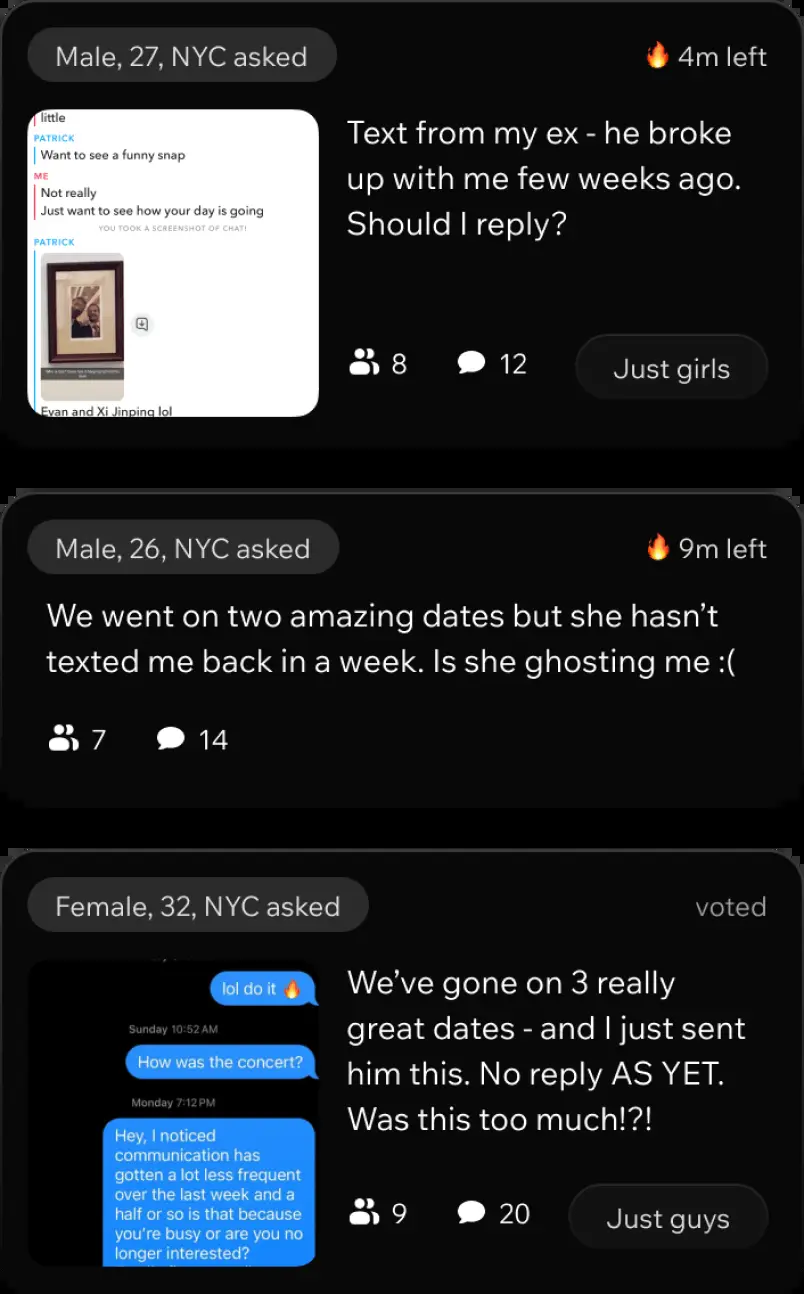 Male, 27, NYC asked
🔥 4m left
little
PATRICK
Want to see a funny snap
ME
Not really
Just want to see how your day is going
YOU TOOK A SCREENSHOT OF CHAT!
PATRICK
Evan and Xi Jinping lol
Text from my ex - he broke
up with me few weeks ago.
Should I reply?
8
12
Just girls
Male, 26, NYC asked
🔥 9m left
We went on two amazing dates but she hasn’t
texted me back in a week. Is she ghosting me :(
7
14
Female, 32, NYC asked
voted
lol do it 🔥
Sunday 10:52 AM
How was the concert?
Monday 7:12 PM
Hey, I noticed
communication has
gotten a lot less frequent
over the last week and a
half or so is that because
you're busy or are you no
longer interested?
We’ve gone on 3 really
great dates - and I just sent
him this. No reply AS YET.
Was this too much!?!
9
20
Just guys